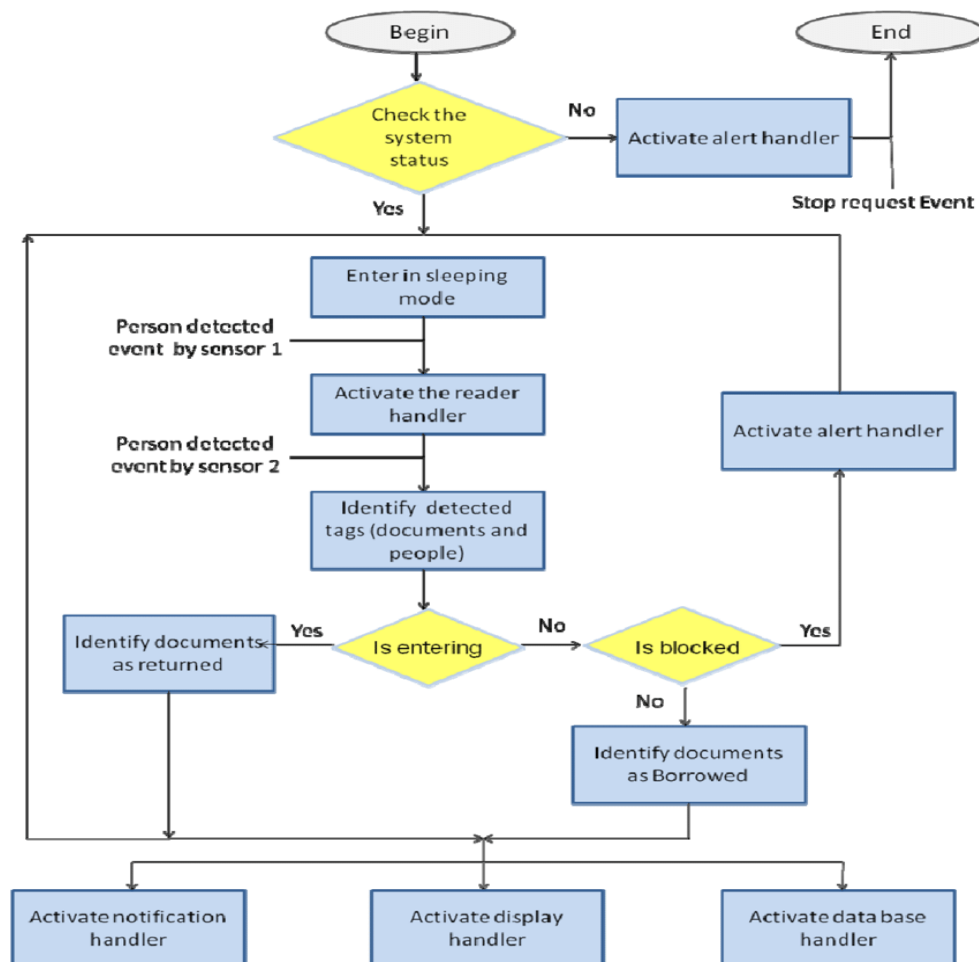 Begin
End
Check the
system
status
No
Activate alert handler
Yes
Stop request Event
Enter in sleeping
mode
Person detected
event by sensor 1
Activate the reader
handler
Activate alert handler
Person detected
event by sensor 2
Identify detected
tags (documents and
people)
Identify documents
as returned
Yes
Is entering
No
Is blocked
Yes
No
Identify documents
as Borrowed
Activate notification
handler
Activate display
handler
Activate data base
handler